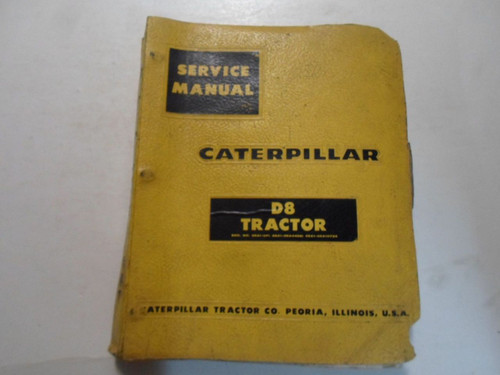 SERVICE
MANUAL
CATERPILLAR
D8
TRACTOR
CATERPILLAR TRACTOR CO. PEORIA, ILLINOIS, U.S.A.